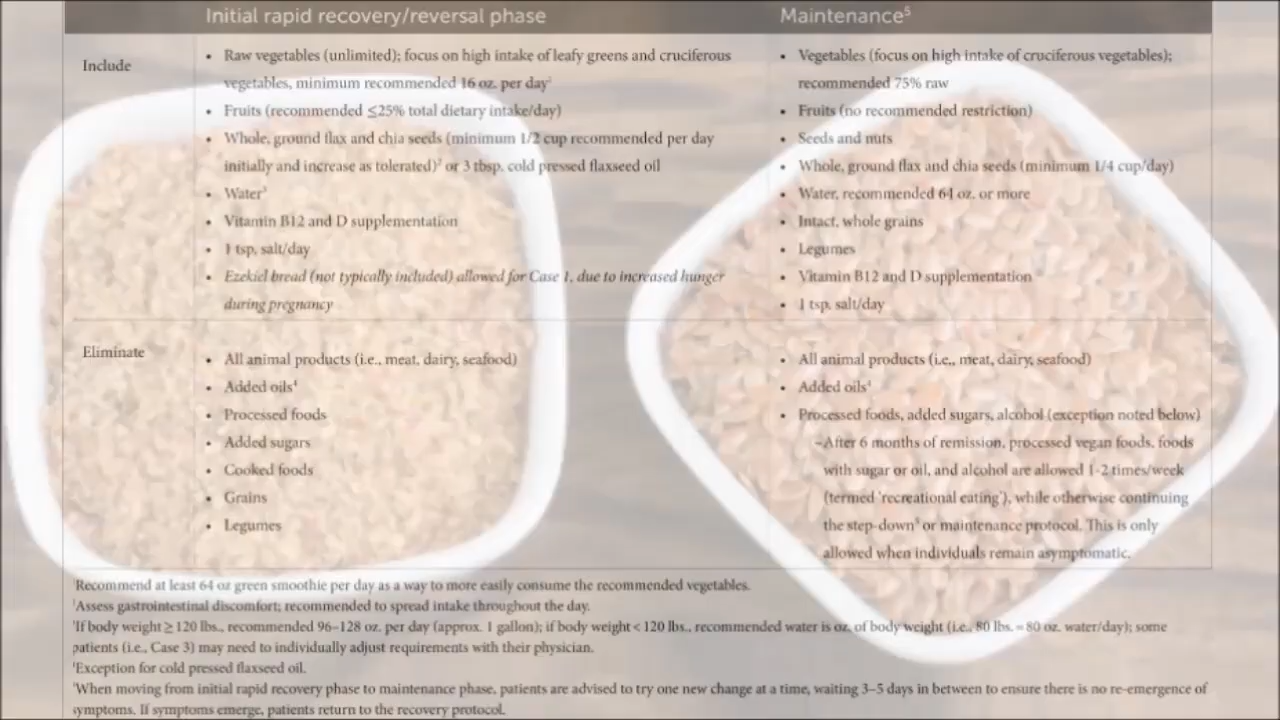 Initial rapid recovery/reversal phase
Maintenance⁵
Include
• Raw vegetables (unlimited); focus on high intake of leafy greens and cruciferous
vegetables, minimum recommended 16 oz. per day¹
• Fruits (recommended ≤25% total dietary intake/day)
• Whole, ground flax and chia seeds (minimum 1/2 cup recommended per day
initially and increase as tolerated)² or 3 tbsp. cold pressed flaxseed oil
• Water³
• Vitamin B12 and D supplementation
• 1 tsp. salt/day
• Ezekiel bread (not typically included) allowed for Case 1, due to increased hunger
during pregnancy
• Vegetables (focus on high intake of cruciferous vegetables);
recommended 75% raw
• Fruits (no recommended restriction)
• Seeds and nuts
• Whole, ground flax and chia seeds (minimum 1/4 cup/day)
• Water, recommended 64 oz. or more
• Intact, whole grains
• Legumes
• Vitamin B12 and D supplementation
• 1 tsp. salt/day
Eliminate
• All animal products (i.e., meat, dairy, seafood)
• Added oils⁴
• Processed foods
• Added sugars
• Cooked foods
• Grains
• Legumes
• All animal products (i.e., meat, dairy, seafood)
• Added oils⁴
• Processed foods, added sugars, alcohol (exception noted below)
–After 6 months of remission, processed vegan foods, foods
with sugar or oil, and alcohol are allowed 1-2 times/week
(termed 'recreational eating'), while otherwise continuing
the step-down⁵ or maintenance protocol. This is only
allowed when individuals remain asymptomatic.
Recommend at least 64 oz green smoothie per day as a way to more easily consume the recommended vegetables.
Assess gastrointestinal discomfort; recommended to spread intake throughout the day.
If body weight ≥ 120 lbs., recommended 96–128 oz. per day (approx. 1 gallon); if body weight < 120 lbs., recommended water is oz. of body weight (i.e., 80 lbs. = 80 oz. water/day); some
patients (i.e., Case 3) may need to individually adjust requirements with their physician.
Exception for cold pressed flaxseed oil.
When moving from initial rapid recovery phase to maintenance phase, patients are advised to try one new change at a time, waiting 3–5 days in between to ensure there is no re-emergence of
symptoms. If symptoms emerge, patients return to the recovery protocol.